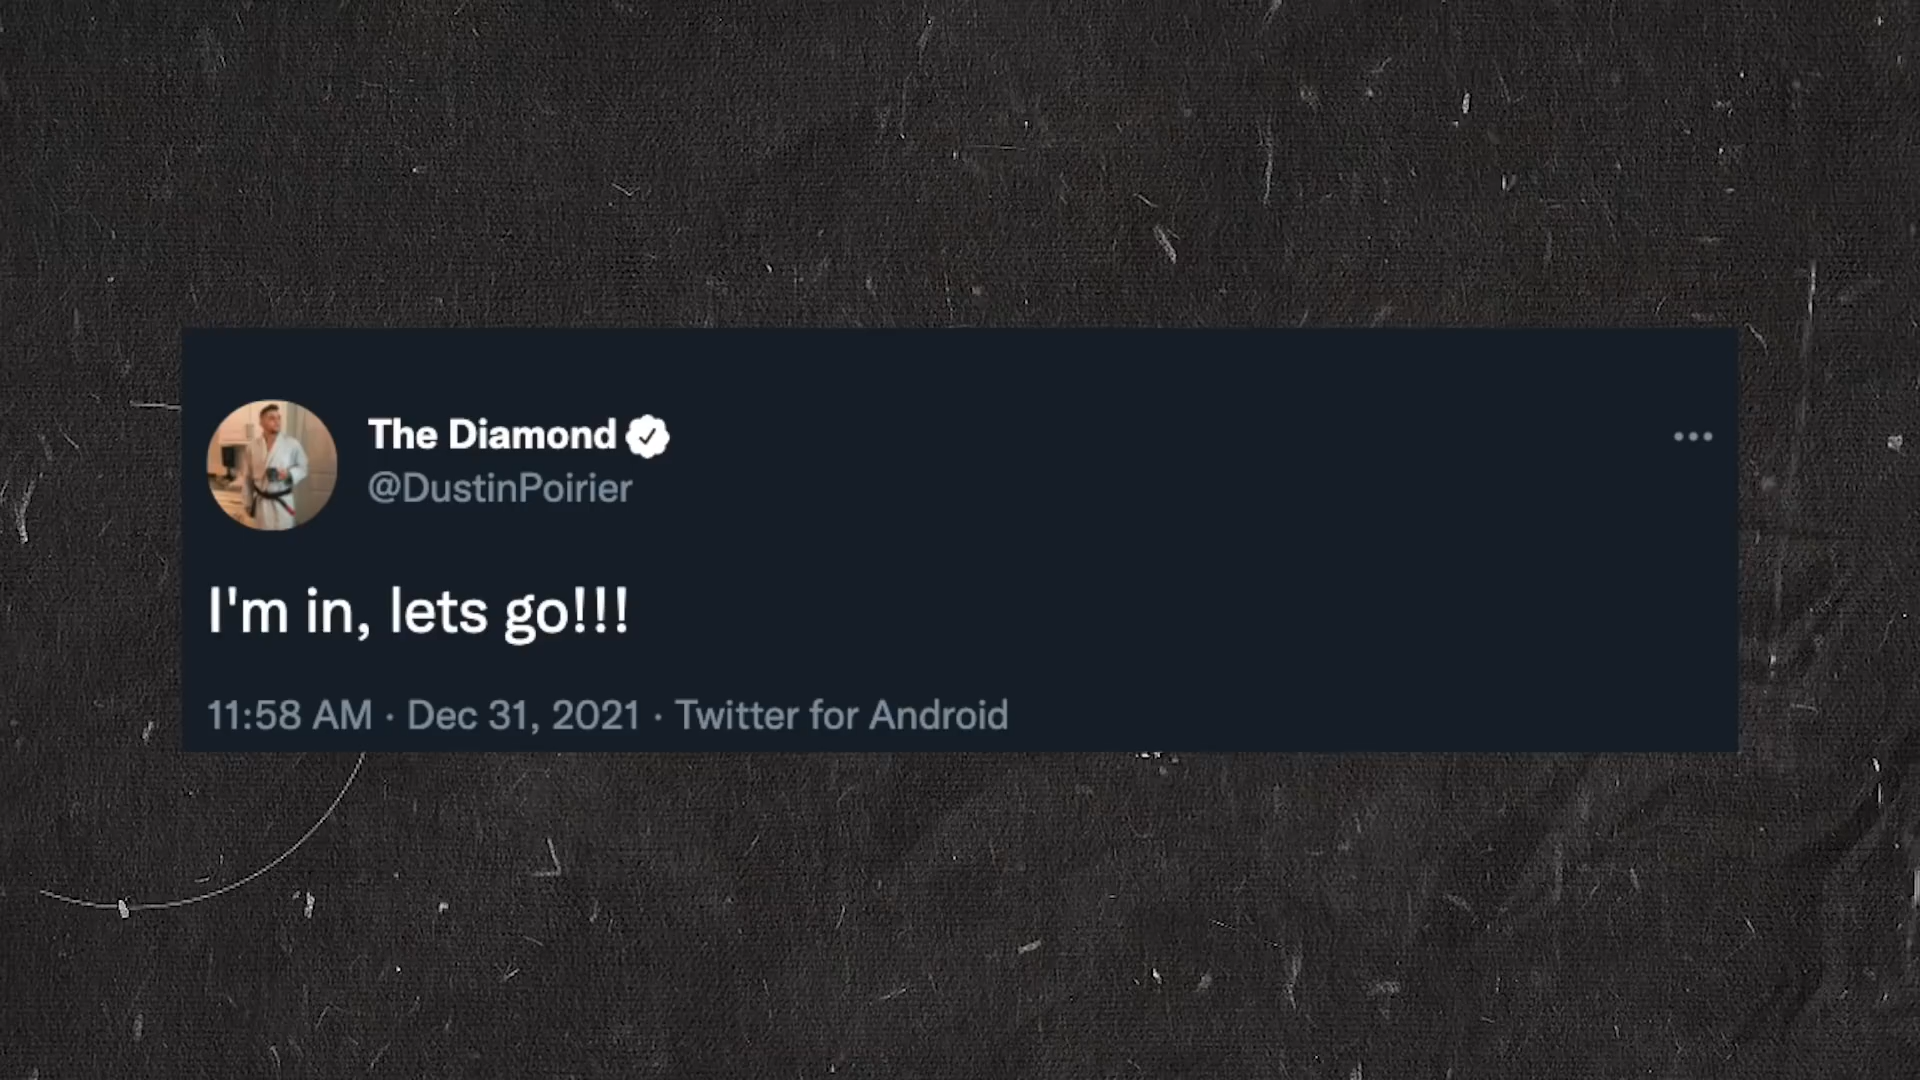 The Diamond
@DustinPoirier
I'm in, lets go!!!
11:58 AM · Dec 31, 2021 · Twitter for Android